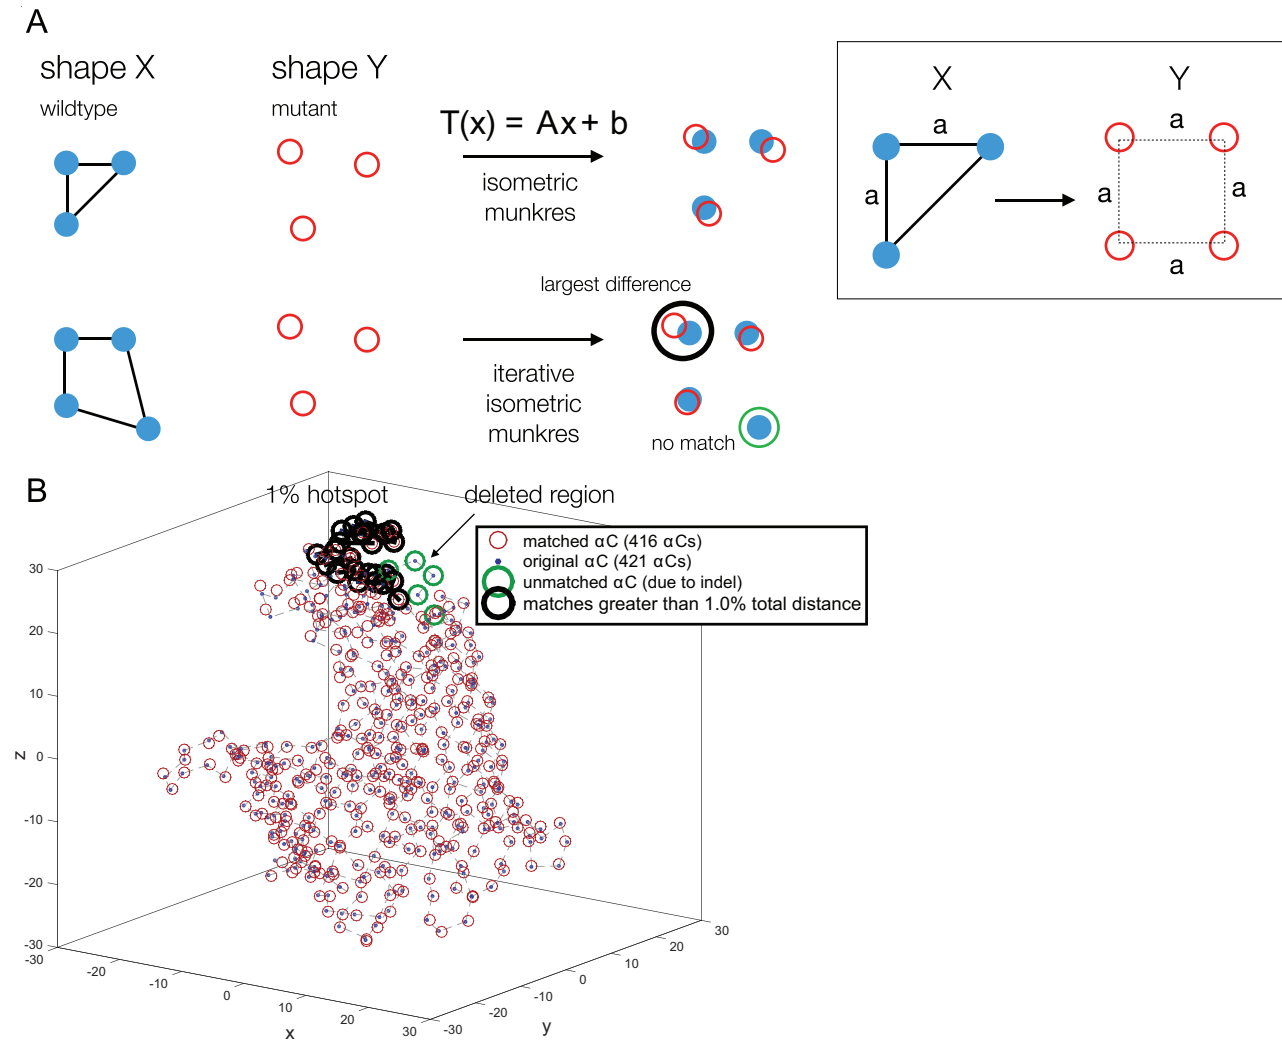 A
shape X
wildtype
shape Y
mutant
T(x) = Ax + b
isometric
munkres
X
a
a
Y
a
a
a
a
largest difference
iterative
isometric
munkres
no match
B
1% hotspot
deleted region
matched αC (416 αCs)
original αC (421 αCs)
unmatched αC (due to indel)
matches greater than 1.0% total distance
30
20
10
0
-10
-20
-30
z
-30
-20
-10
0
10
20
30
x
-30
-20
-10
0
10
20
30
y